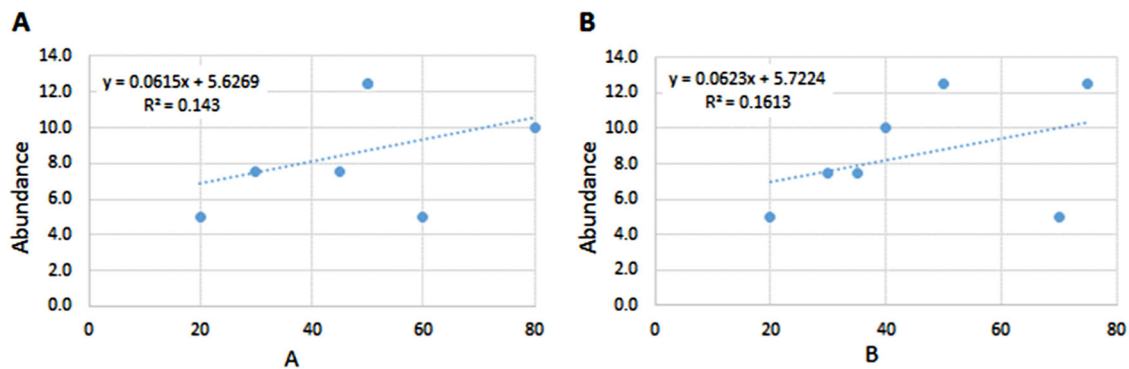 A
14.0
12.0
10.0
8.0
6.0
4.0
2.0
0.0
Abundance
y = 0.0615x + 5.6269
R² = 0.143
0 20 40 60 80
A
B
14.0
12.0
10.0
8.0
6.0
4.0
2.0
0.0
Abundance
y = 0.0623x + 5.7224
R² = 0.1613
0 20 40 60 80
B